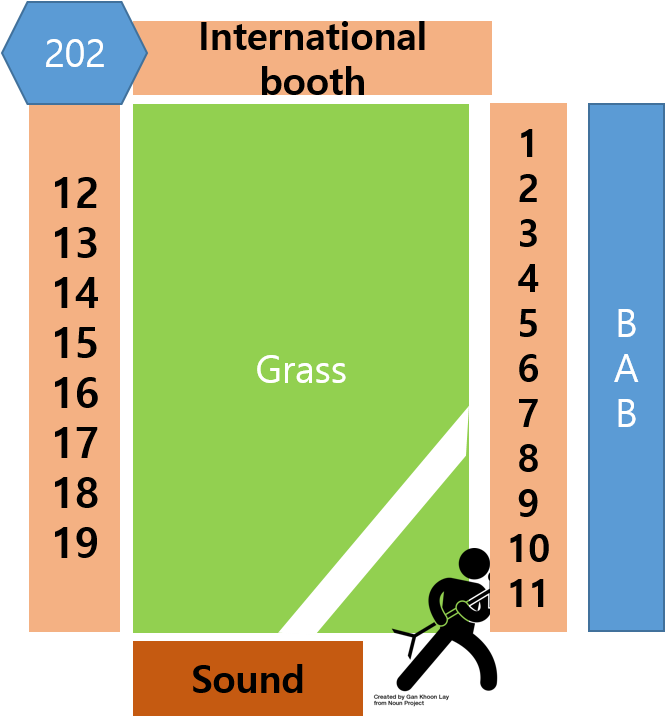 202
International
booth
12
13
14
15
16
17
18
19
Grass
1
2
3
4
5
6
7
8
9
10
11
B
A
B
Sound
Created by Gan Khoon Lay
from Noun Project